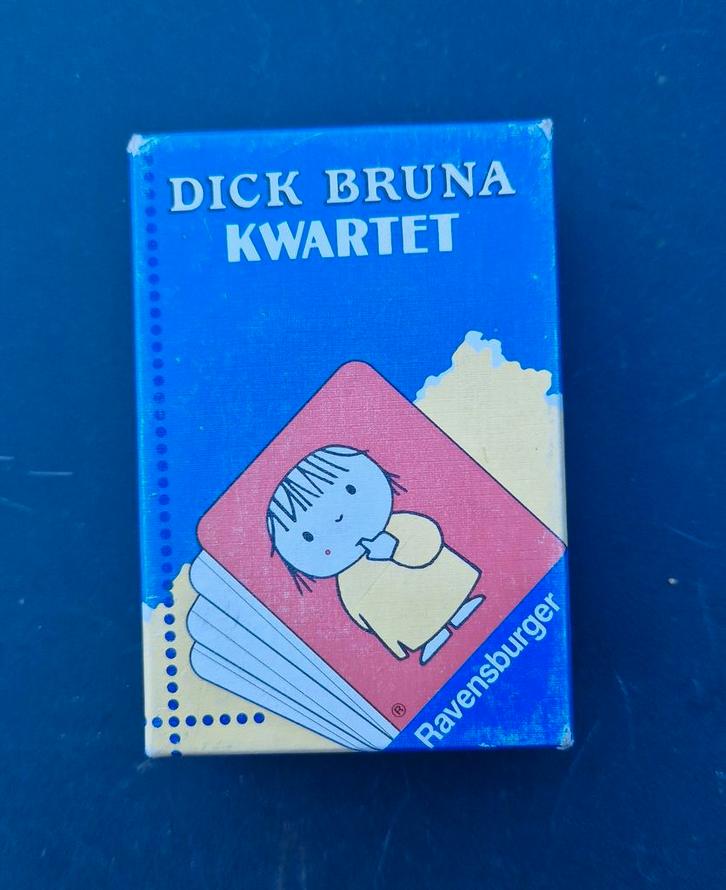 DICK BRUNA
KWARTET
®
Ravensburger